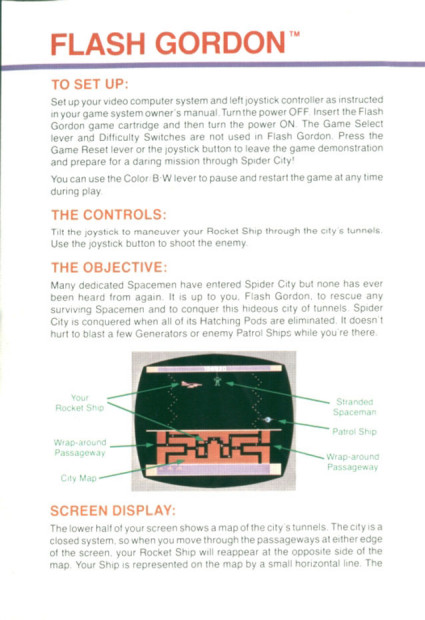 FLASH GORDON™
TO SET UP:
Set up your video computer system and left joystick controller as instructed
in your game system owner's manual. Turn the power OFF. Insert the Flash
Gordon game cartridge and then turn the power ON. The Game Select
lever and Difficulty Switches are not used in Flash Gordon. Press the
Game Reset lever or the joystick button to leave the game demonstration
and prepare for a daring mission through Spider City!
You can use the Color/B·W lever to pause and restart the game at any time
during play.
THE CONTROLS:
Tilt the joystick to maneuver your Rocket Ship through the city's tunnels.
Use the joystick button to shoot the enemy.
THE OBJECTIVE:
Many dedicated Spacemen have entered Spider City but none has ever
been heard from again. It is up to you, Flash Gordon, to rescue any
surviving Spacemen and to conquer this hideous city of tunnels. Spider
City is conquered when all of its Hatching Pods are eliminated. It doesn't
hurt to blast a few Generators or enemy Patrol Ships while you're there.
Your
Rocket Ship
Wrap-around
Passageway
City Map
Stranded
Spaceman
Patrol Ship
Wrap-around
Passageway
SCREEN DISPLAY:
The lower half of your screen shows a map of the city's tunnels. The city is a
closed system, so when you move through the passageways at either edge
of the screen, your Rocket Ship will reappear at the opposite side of the
map. Your Ship is represented on the map by a small horizontal line. The